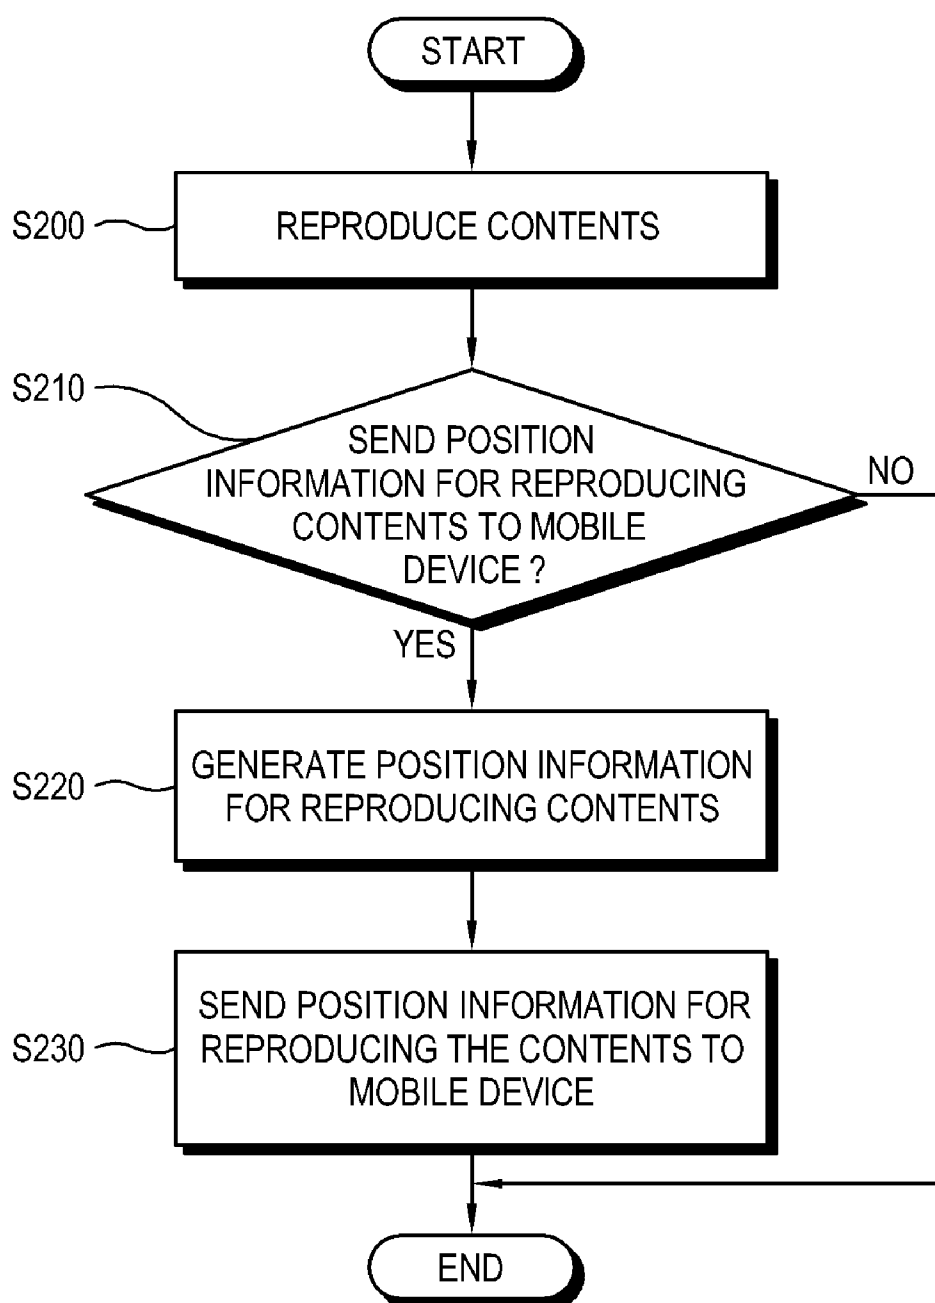 START
S200
REPRODUCE CONTENTS
S210
SEND POSITION
INFORMATION FOR REPRODUCING
CONTENTS TO MOBILE
DEVICE ?
NO
YES
S220
GENERATE POSITION INFORMATION
FOR REPRODUCING CONTENTS
S230
SEND POSITION INFORMATION FOR
REPRODUCING THE CONTENTS TO
MOBILE DEVICE
END